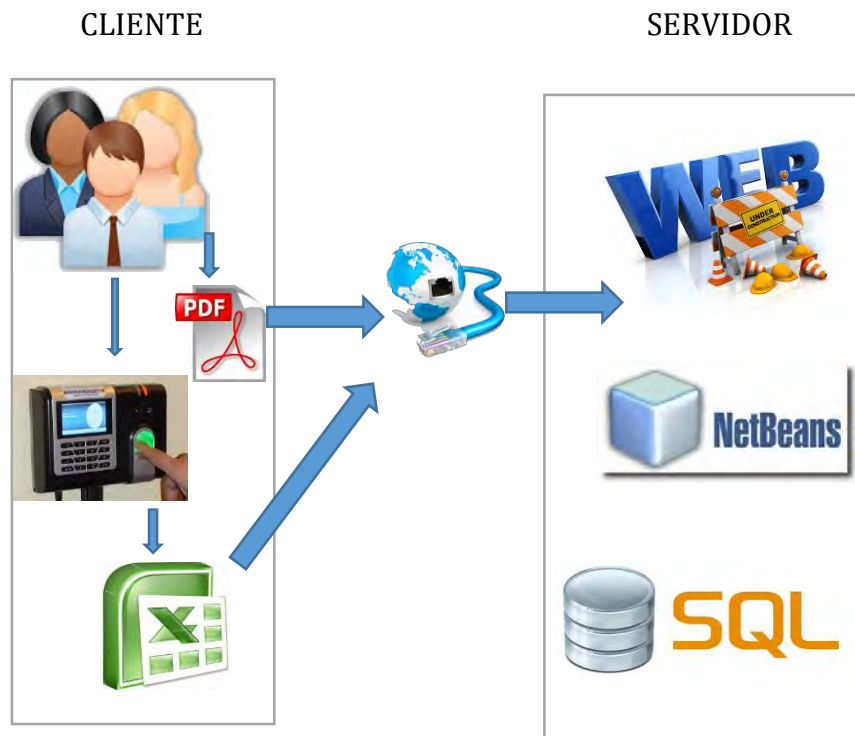 CLIENTE
SERVIDOR
WEB
UNDER
CONSTRUCTION
PDF
NetBeans
X
SQL